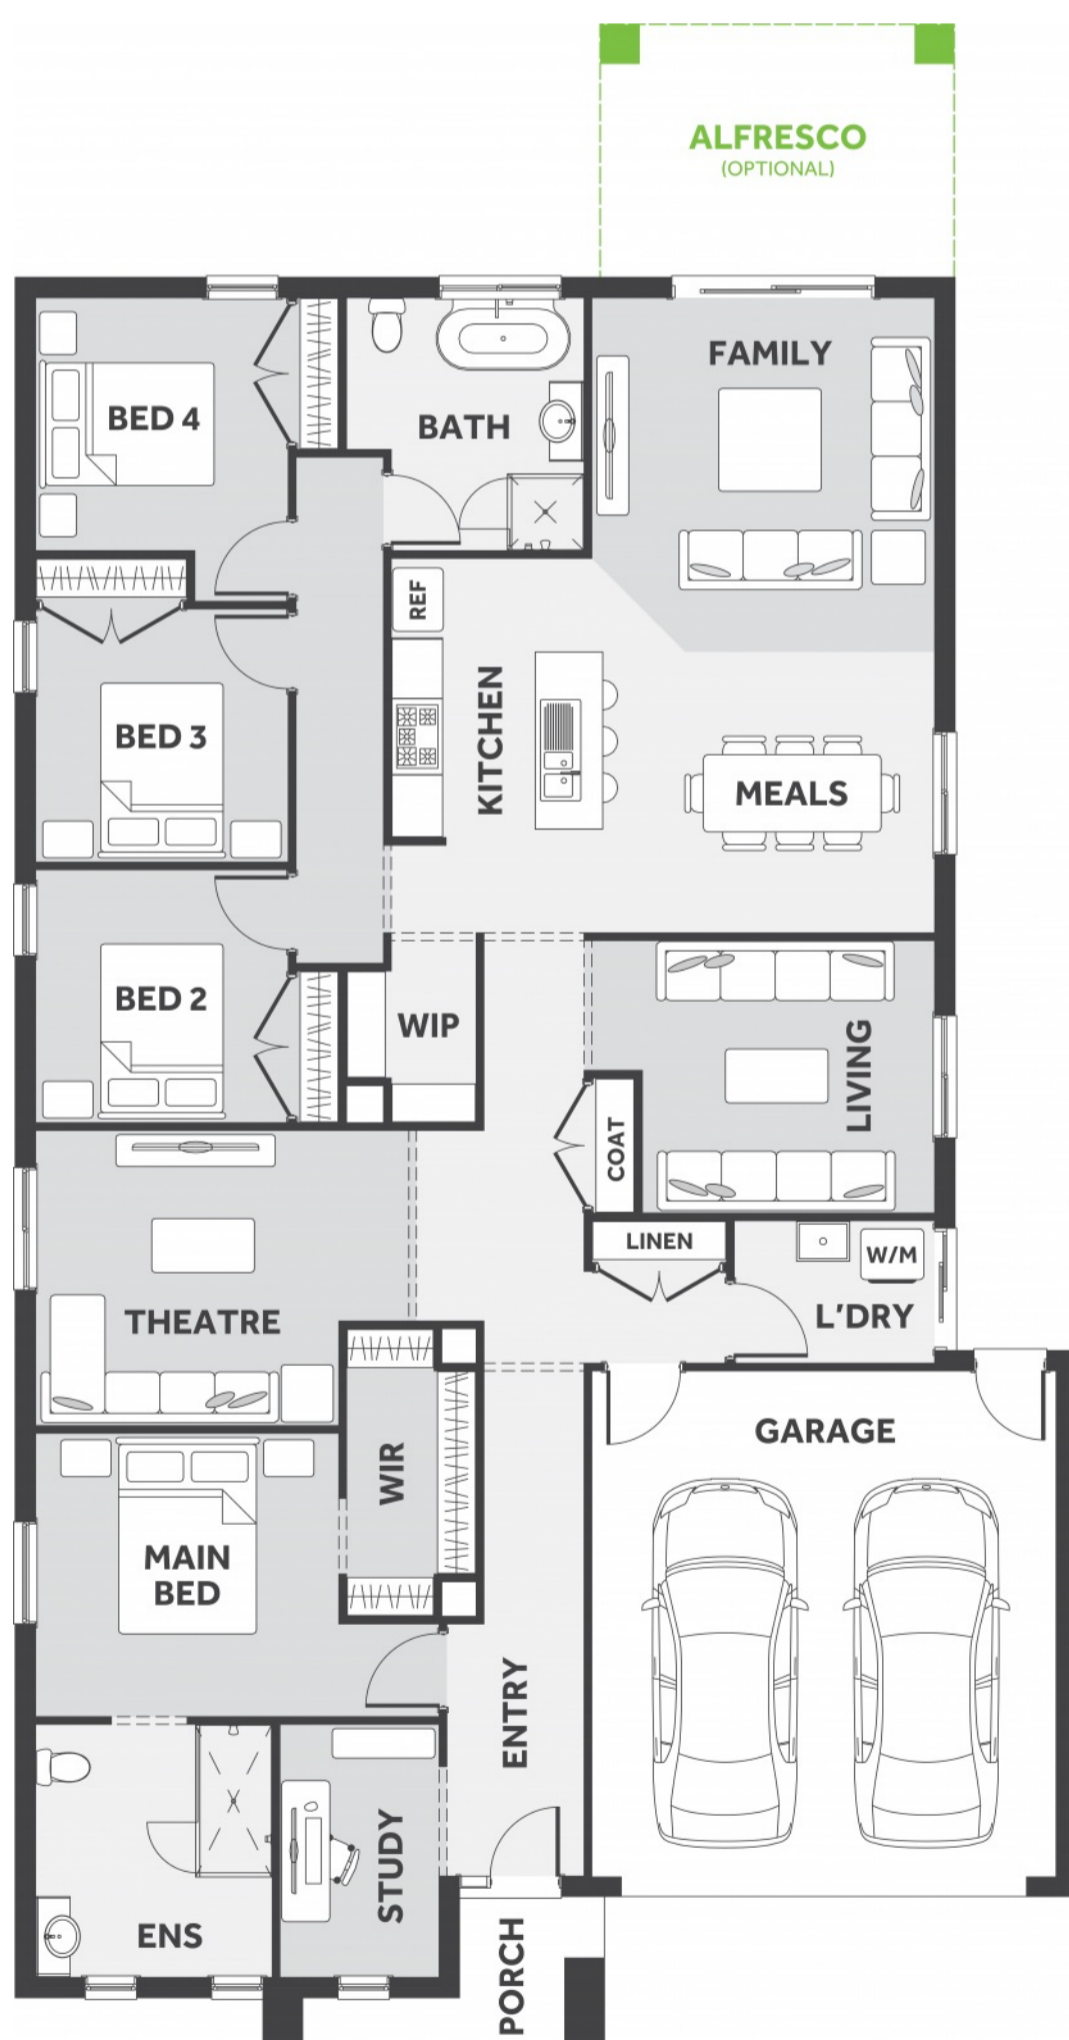 ALFRESCO
(OPTIONAL)
FAMILY
BED 4
BATH
REF
KITCHEN
BED 3
MEALS
BED 2
WIP
LIVING
COAT
LINEN
W/M
L'DRY
THEATRE
GARAGE
WIR
MAIN
BED
ENTRY
STUDY
ENS
PORCH